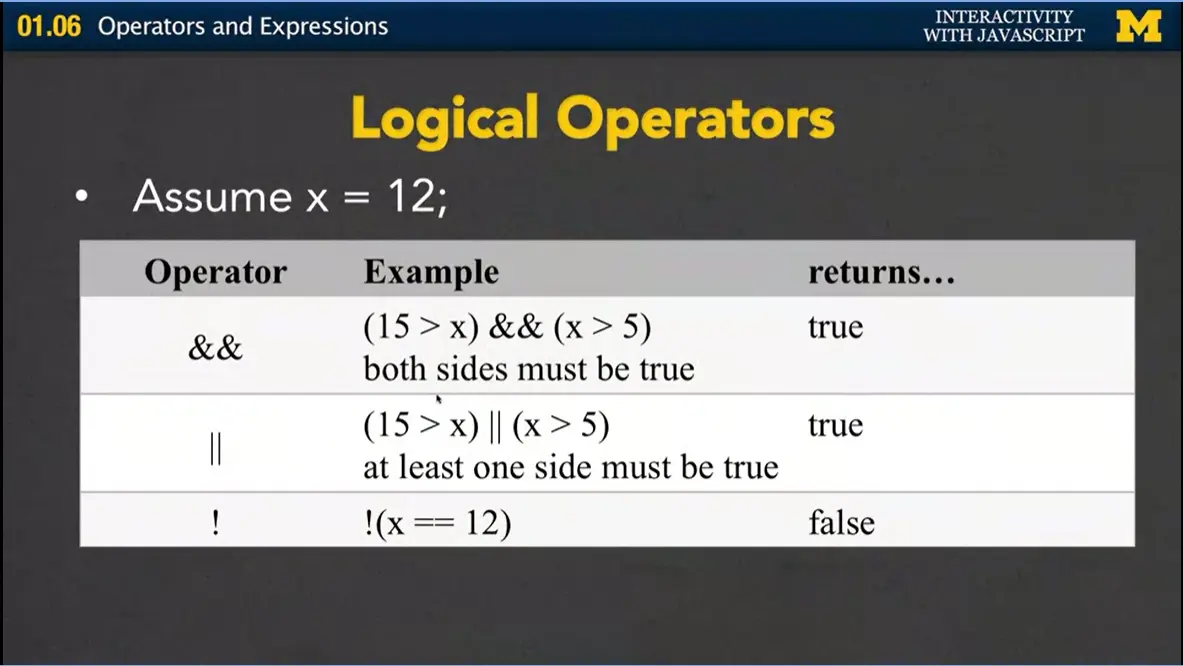 01.06 Operators and Expressions
INTERACTIVITY
WITH JAVASCRIPT
M
Logical Operators
• Assume x = 12;
Operator Example returns...
&& (15 > x) && (x > 5) true
both sides must be true
|| (15 > x) || (x > 5) true
at least one side must be true
! !(x == 12) false